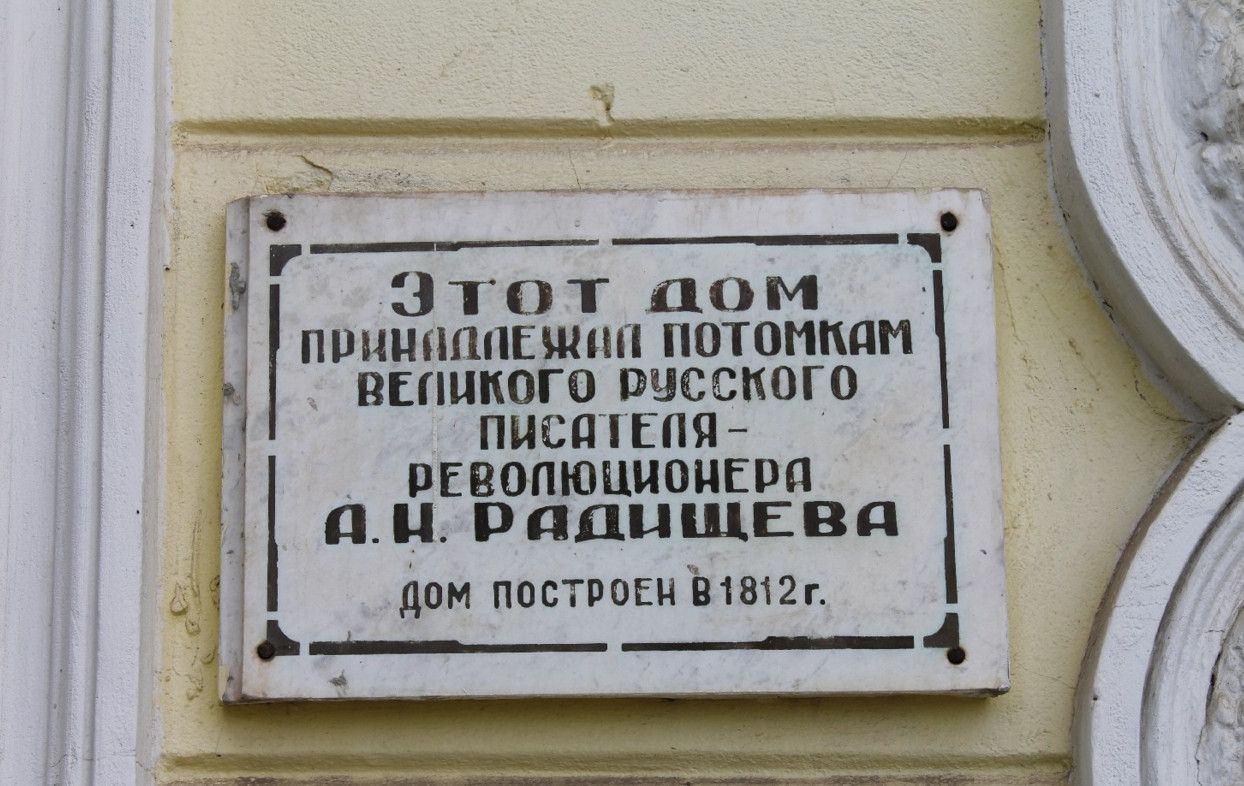 Этот дом
принадлежал потомкам
великого русского
писателя –
революционера
А. Н. Радищева
дом построен в 1812 г.